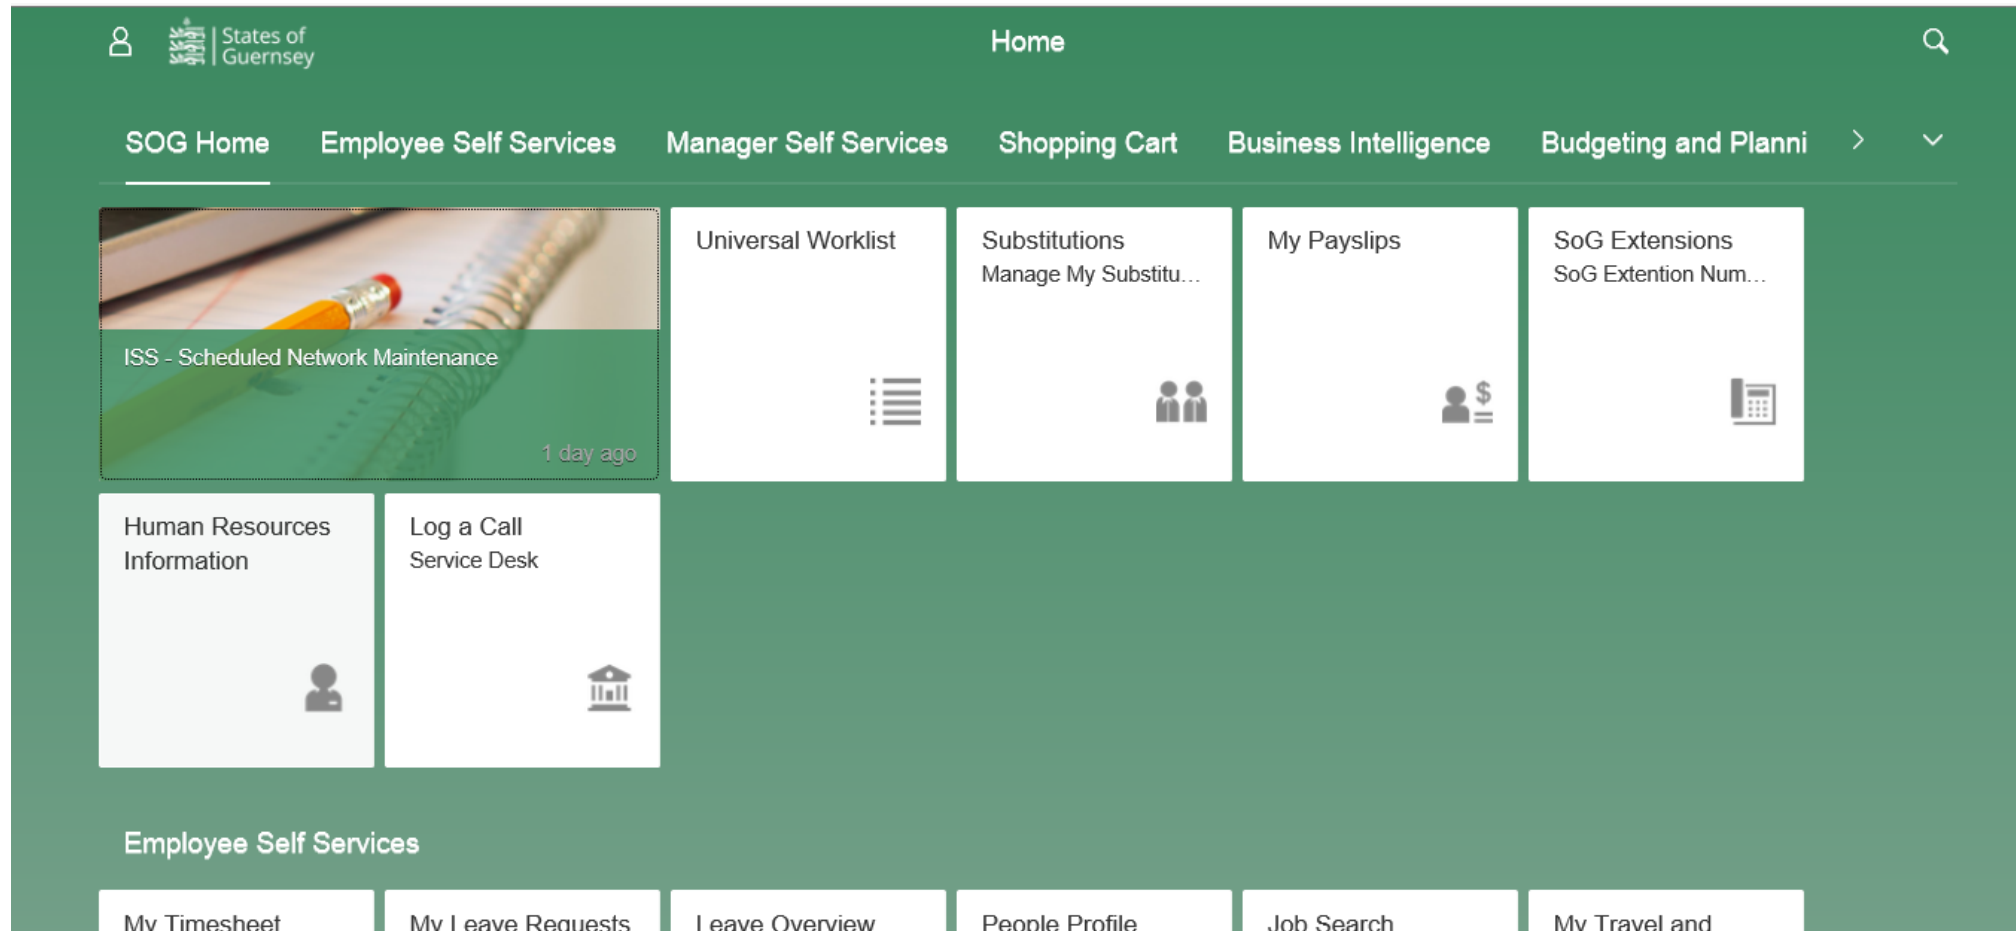 States of
Guernsey
Home
SOG Home
Employee Self Services
Manager Self Services
Shopping Cart
Business Intelligence
Budgeting and Planni
ISS - Scheduled Network Maintenance
1 day ago
Universal Worklist
Substitutions
Manage My Substitu...
My Payslips
$
SoG Extensions
SoG Extention Num...
Human Resources
Information
Log a Call
Service Desk
Employee Self Services
My Timesheet
My Leave Requests
Leave Overview
People Profile
Job Search
My Travel and